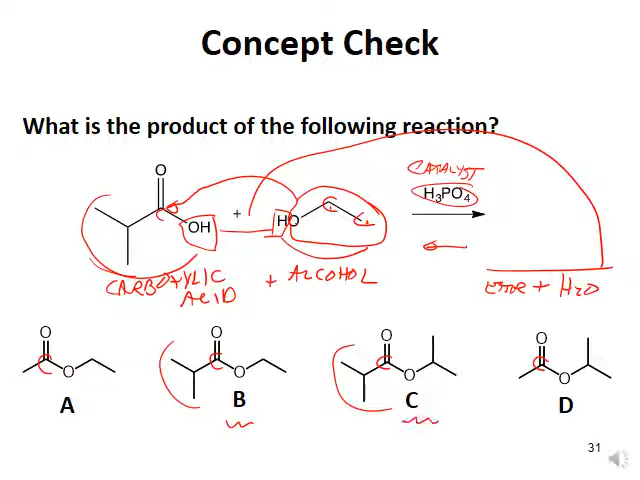 Concept Check
What is the product of the following reaction?
CATALYST
O
H₃PO₄
+
OH
HO
CARBOXYLIC
ACID
+ ALCOHOL
ESTER + H₂O
O
O
O
O
O
O
O
O
A
B
C
D
31